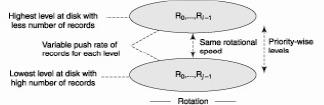 Highest level at disk with
less number of records
R₀,...,Rᵢ₋₁
Variable push rate of
records for each level
Same rotational
speed
Priority-wise
levels
Lowest level at disk with
high number of records
R₀,...,Rⱼ₋₁
Rotation